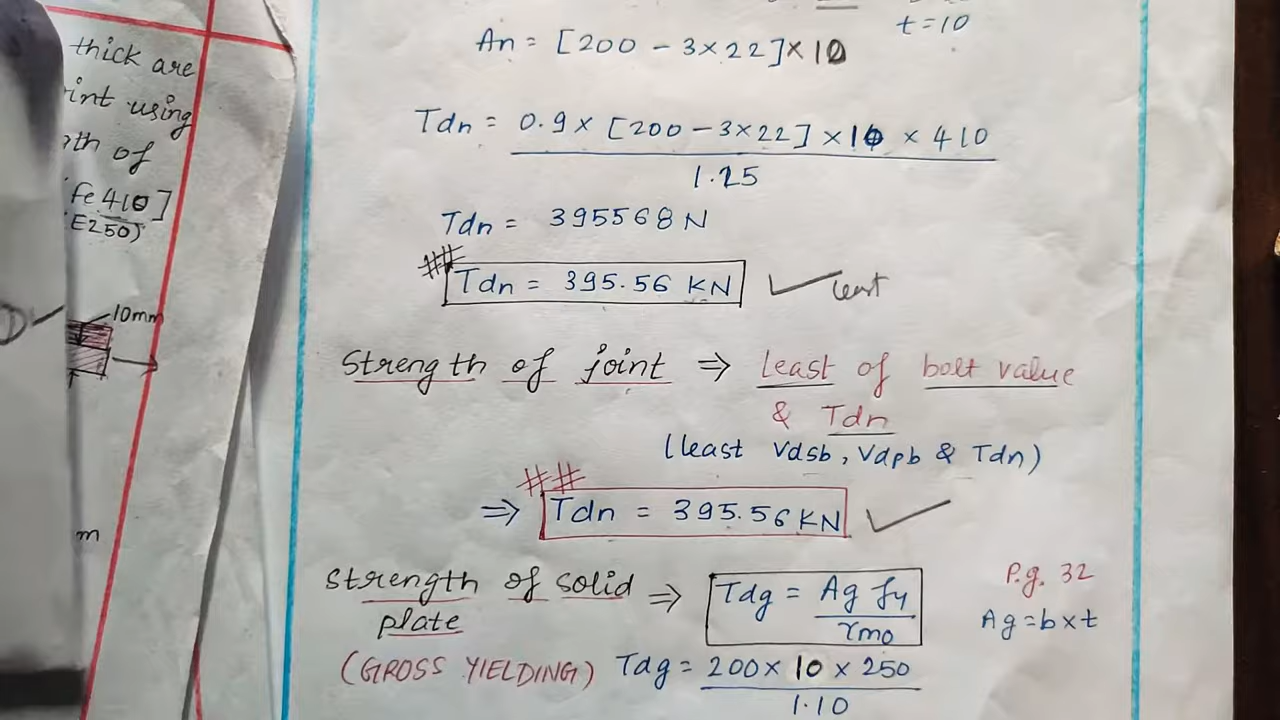 thick are
int using
th of
Fe 410]
E250)
10mm
m
t=10
An = [200 - 3×22]×10
Tdn = 0.9 × [200 - 3×22] ×10 × 410
1.25
Tdn = 395568 N
## Tdn = 395.56 KN ✓ least
Strength of joint ⇒ least of bolt value
& Tdn
(least Vdsb, Vdpb & Tdn)
##
⇒ Tdn = 395.56 KN ✓
Strength of solid ⇒ Tdg = Ag fy
plate
γmo
P.g. 32
Ag = b×t
(GROSS YIELDING) Tdg = 200× 10 × 250
1.10